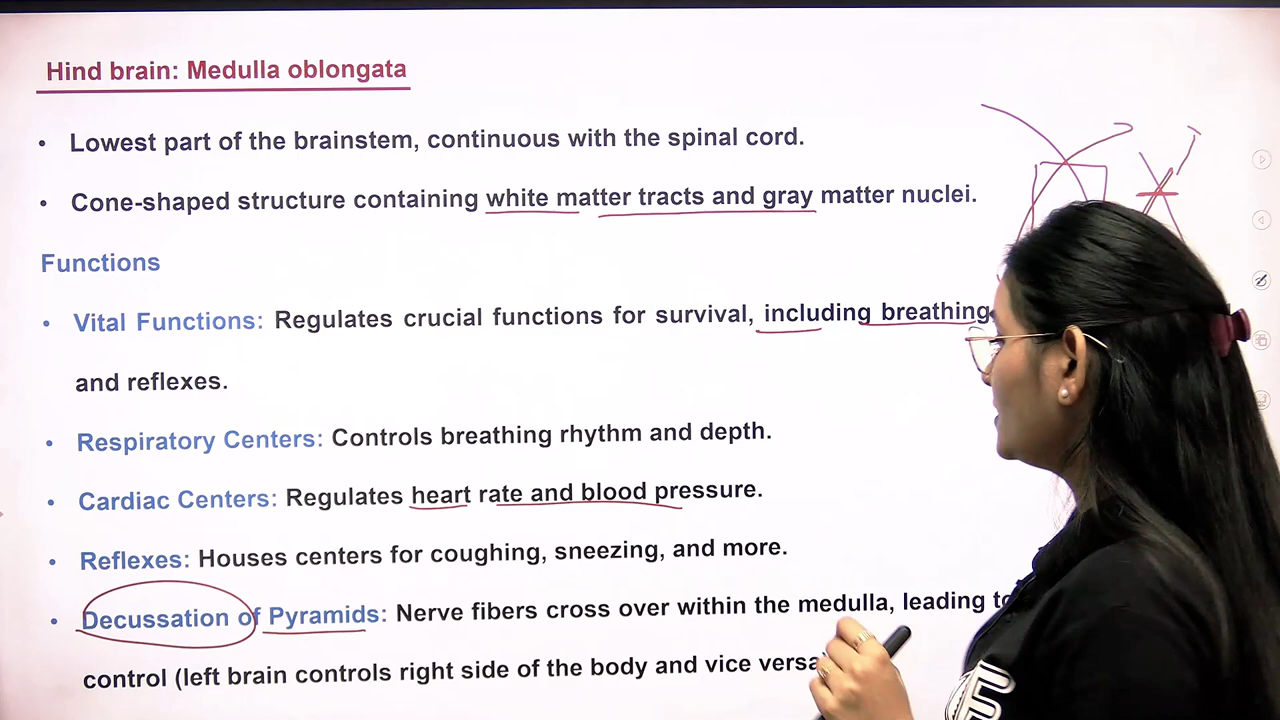 Hind brain: Medulla oblongata
• Lowest part of the brainstem, continuous with the spinal cord.
• Cone-shaped structure containing white matter tracts and gray matter nuclei.
Functions
• Vital Functions: Regulates crucial functions for survival, including breathing
and reflexes.
• Respiratory Centers: Controls breathing rhythm and depth.
• Cardiac Centers: Regulates heart rate and blood pressure.
• Reflexes: Houses centers for coughing, sneezing, and more.
• Decussation of Pyramids: Nerve fibers cross over within the medulla, leading to
control (left brain controls right side of the body and vice versa